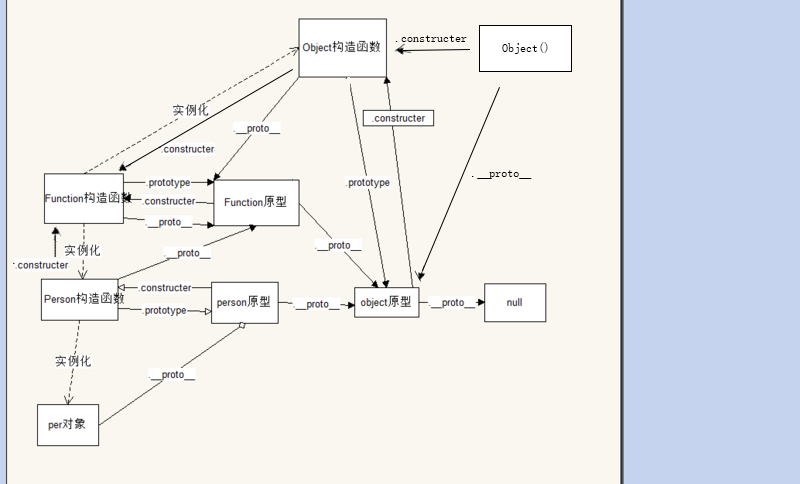 Object构造函数
.constructer
Object()
实例化
.__proto__
.constructer
.constructer
.__proto__
Function构造函数
.prototype
.constructer
.__proto__
Function原型
.prototype
实例化
.__proto__
.__proto__
.constructer
Person构造函数
.constructer
.prototype
person原型
.__proto__
object原型
.__proto__
null
实例化
.__proto__
per对象